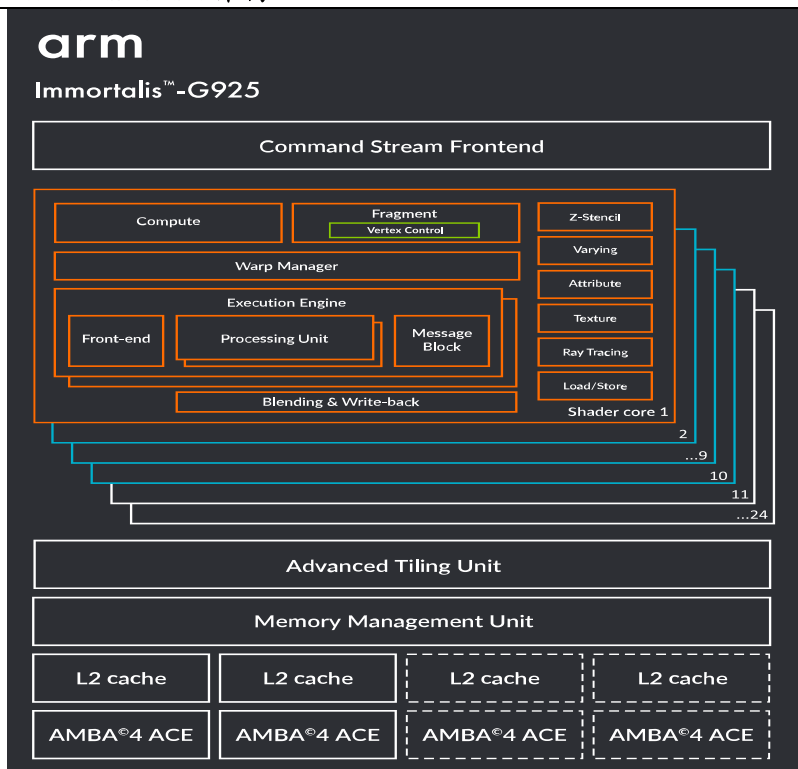 arm
Immortalis™-G925
Command Stream Frontend
Compute
Fragment
Vertex Control
Warp Manager
Execution Engine
Front-end
Processing Unit
Message
Block
Blending & Write-back
Z-Stencil
Varying
Attribute
Texture
Ray Tracing
Load/Store
Shader core 1
2
...9
10
11
...24
Advanced Tiling Unit
Memory Management Unit
L2 cache
L2 cache
L2 cache
L2 cache
AMBA©4 ACE
AMBA©4 ACE
AMBA©4 ACE
AMBA©4 ACE